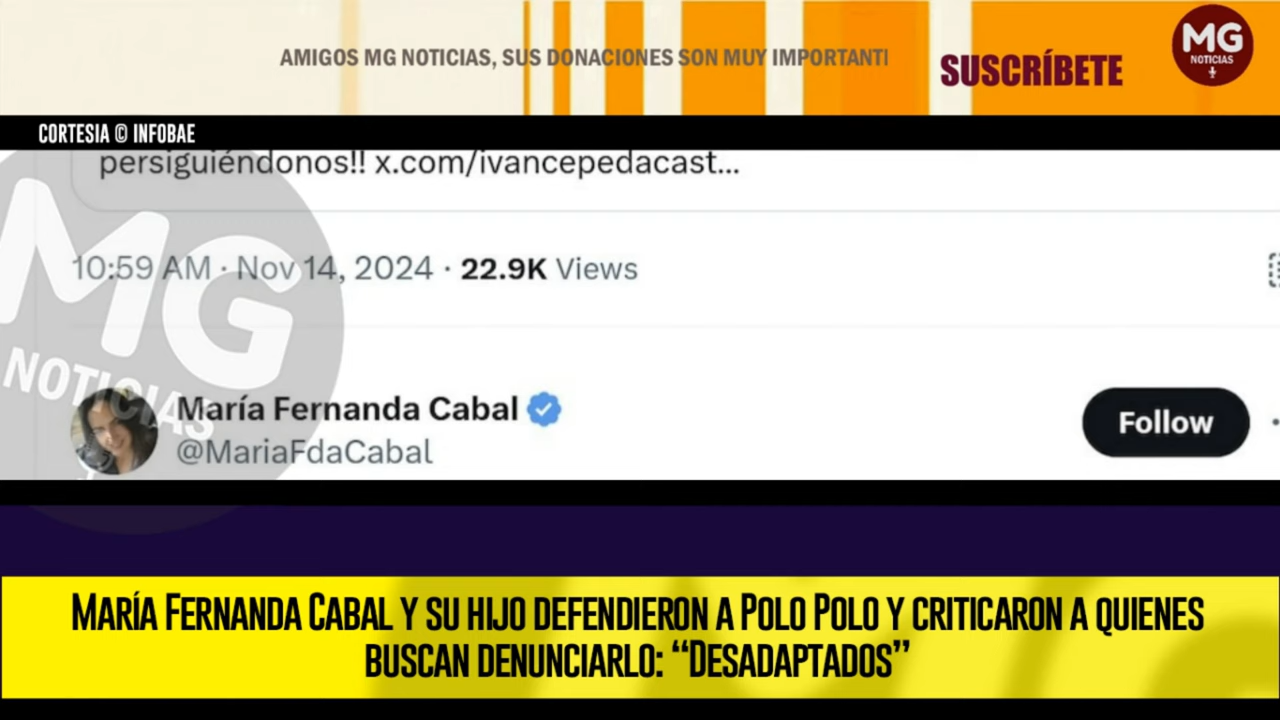 AMIGOS MG NOTICIAS, SUS DONACIONES SON MUY IMPORTANTI
SUSCRÍBETE
MG
NOTICIAS
CORTESIA © INFOBAE
persiguiéndonos!! x.com/ivancepedacast...
10:59 AM · Nov 14, 2024 · 22.9K Views
MG
NOTICIAS
María Fernanda Cabal
@MariaFdaCabal
Follow
MARÍA FERNANDA CABAL Y SU HIJO DEFENDIERON A POLO POLO Y CRITICARON A QUIENES
BUSCAN DENUNCIARLO: “DESADAPTADOS”